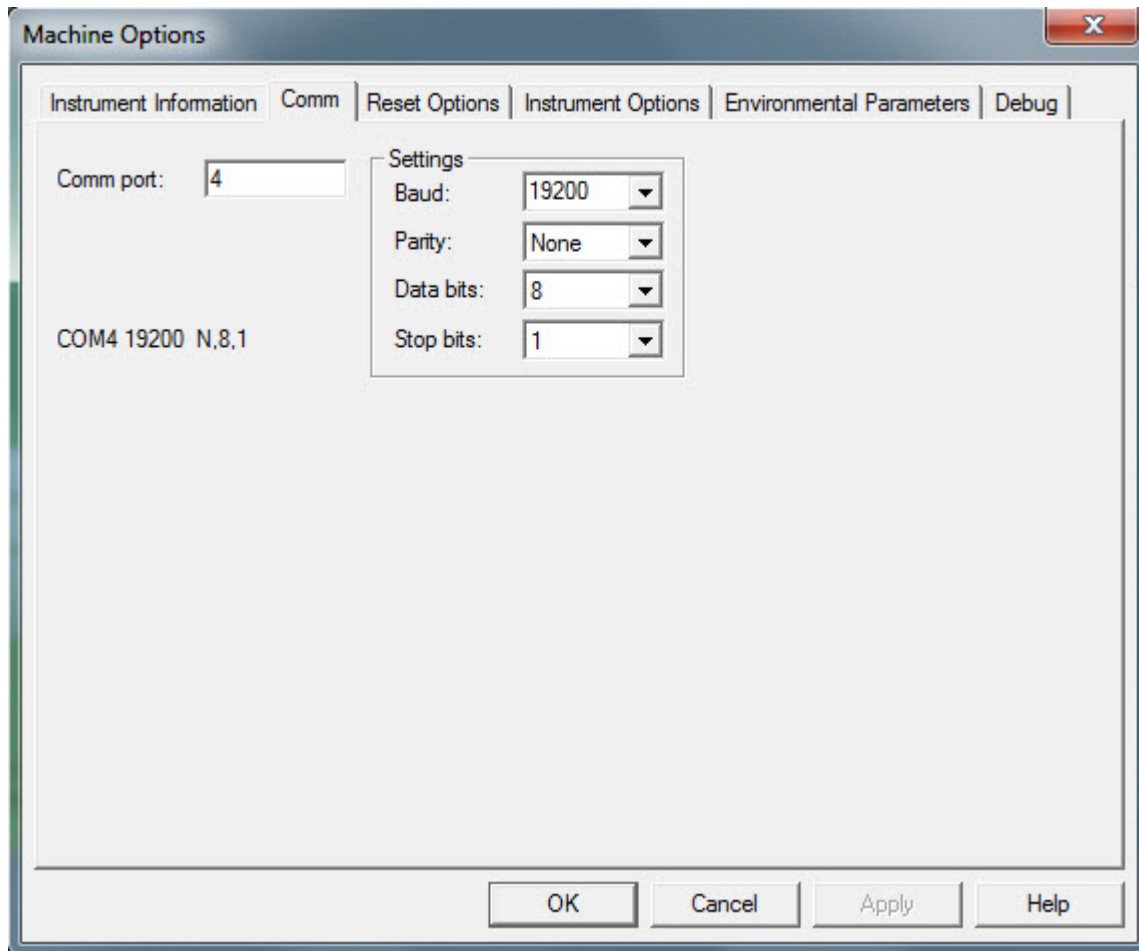 Machine Options
Instrument Information Comm Reset Options Instrument Options Environmental Parameters Debug
Comm port: 4
Settings
Baud: 19200
Parity: None
Data bits: 8
Stop bits: 1
COM4 19200 N,8,1
OK Cancel Apply Help